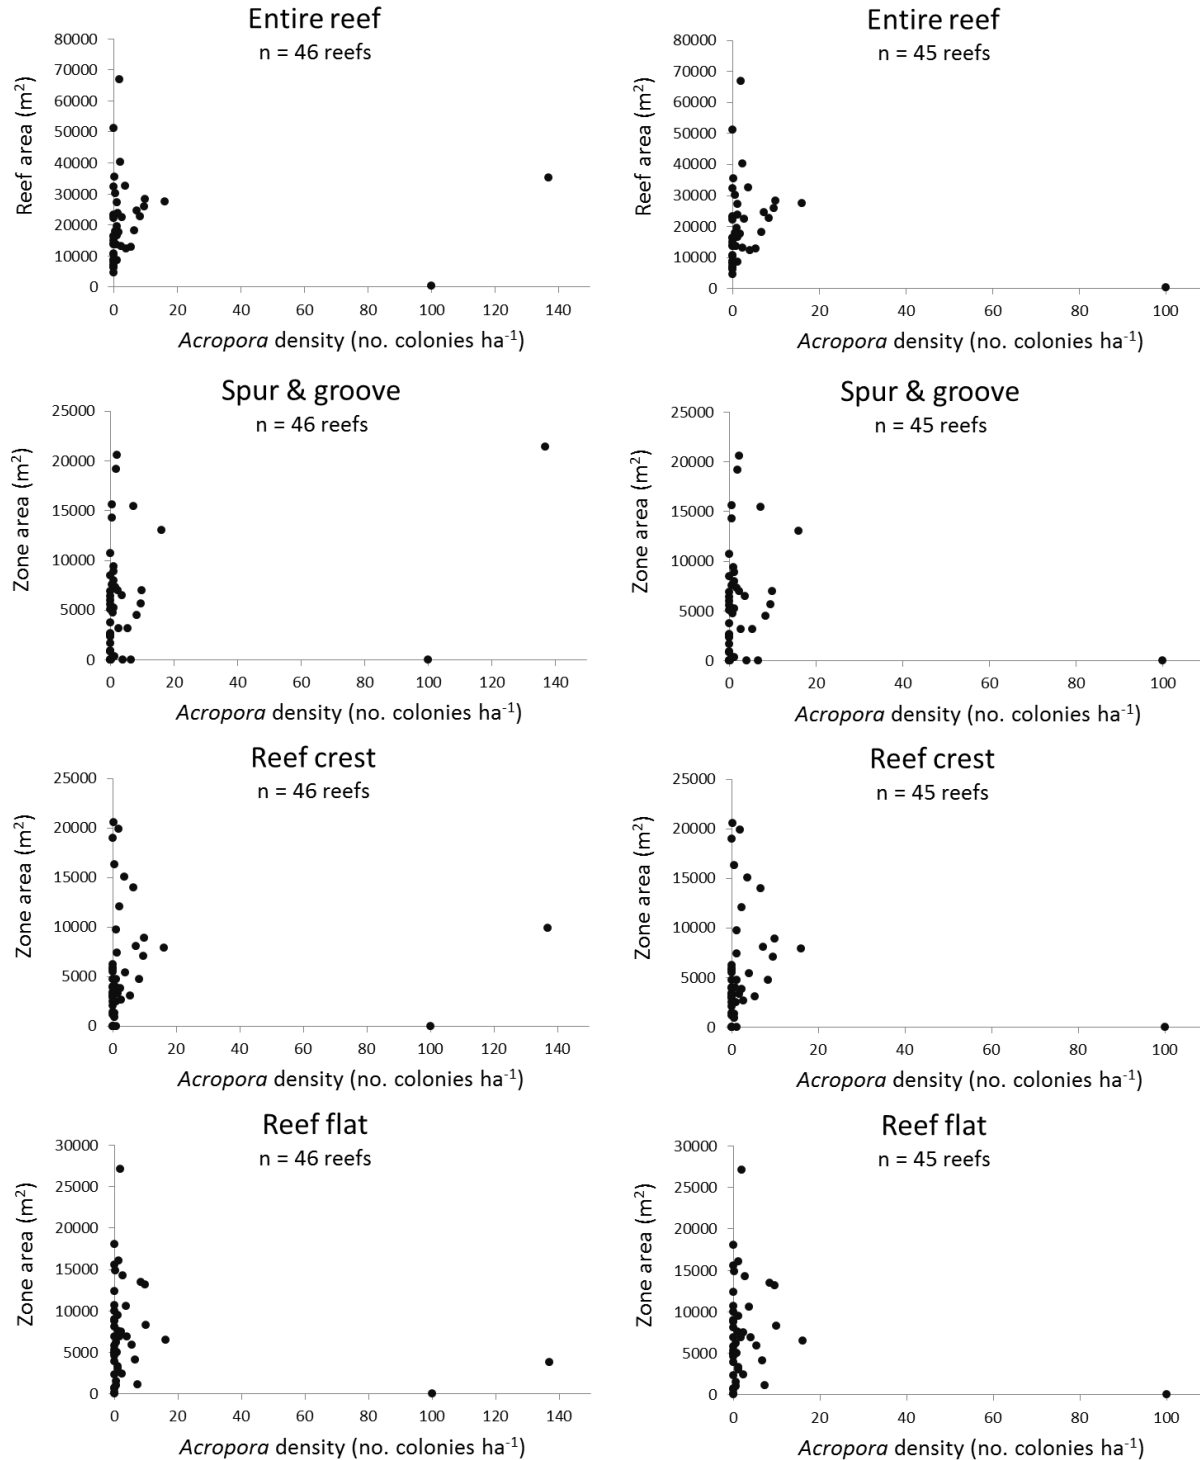 Entire reef
n = 46 reefs
Reef area (m²)
80000
70000
60000
50000
40000
30000
20000
10000
0
0 20 40 60 80 100 120 140
Acropora density (no. colonies ha⁻¹)
Entire reef
n = 45 reefs
Reef area (m²)
80000
70000
60000
50000
40000
30000
20000
10000
0
0 20 40 60 80 100
Acropora density (no. colonies ha⁻¹)
Spur & groove
n = 46 reefs
Zone area (m²)
25000
20000
15000
10000
5000
0
0 20 40 60 80 100 120 140
Acropora density (no. colonies ha⁻¹)
Spur & groove
n = 45 reefs
Zone area (m²)
25000
20000
15000
10000
5000
0
0 20 40 60 80 100
Acropora density (no. colonies ha⁻¹)
Reef crest
n = 46 reefs
Zone area (m²)
25000
20000
15000
10000
5000
0
0 20 40 60 80 100 120 140
Acropora density (no. colonies ha⁻¹)
Reef crest
n = 45 reefs
Zone area (m²)
25000
20000
15000
10000
5000
0
0 20 40 60 80 100
Acropora density (no. colonies ha⁻¹)
Reef flat
n = 46 reefs
Zone area (m²)
30000
25000
20000
15000
10000
5000
0
0 20 40 60 80 100 120 140
Acropora density (no. colonies ha⁻¹)
Reef flat
n = 45 reefs
Zone area (m²)
30000
25000
20000
15000
10000
5000
0
0 20 40 60 80 100
Acropora density (no. colonies ha⁻¹)